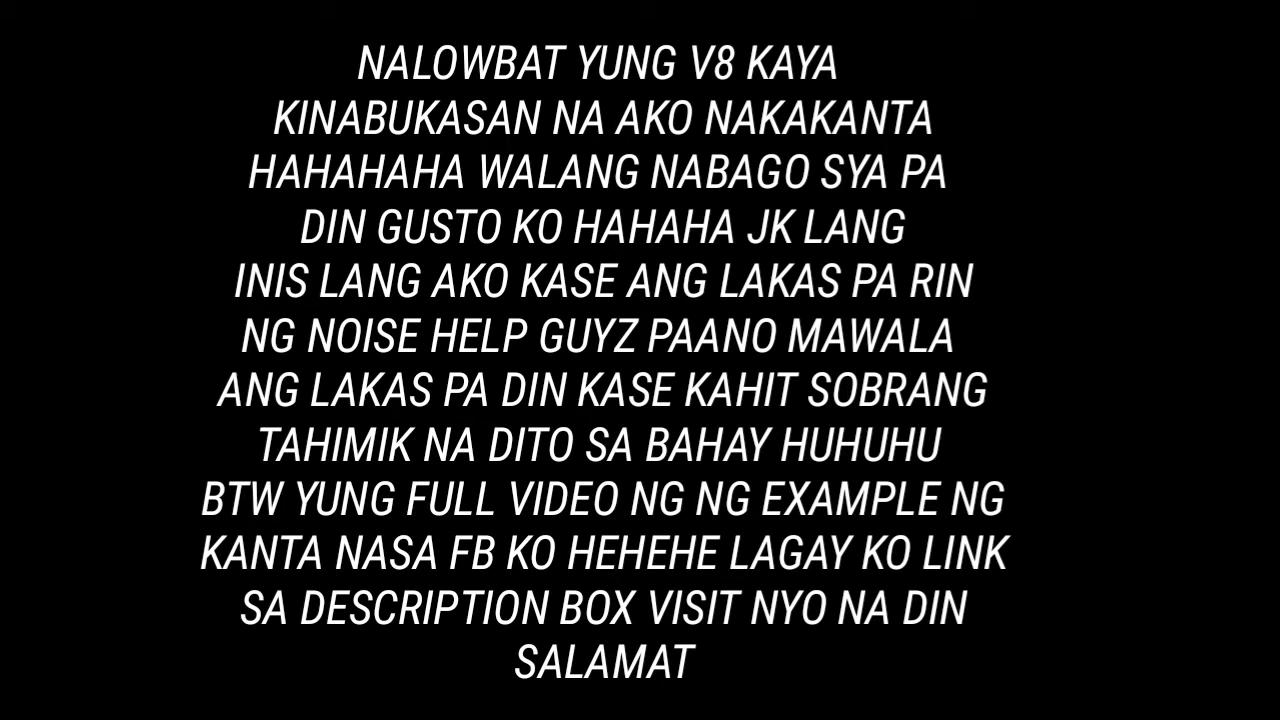 NALOWBAT YUNG V8 KAYA
KINABUKASAN NA AKO NAKAKANTA
HAHAHAHA WALANG NABAGO SYA PA
DIN GUSTO KO HAHAHA JK LANG
INIS LANG AKO KASE ANG LAKAS PA RIN
NG NOISE HELP GUYZ PAANO MAWALA
ANG LAKAS PA DIN KASE KAHIT SOBRANG
TAHIMIK NA DITO SA BAHAY HUHUHU
BTW YUNG FULL VIDEO NG NG EXAMPLE NG
KANTA NASA FB KO HEHEHE LAGAY KO LINK
SA DESCRIPTION BOX VISIT NYO NA DIN
SALAMAT